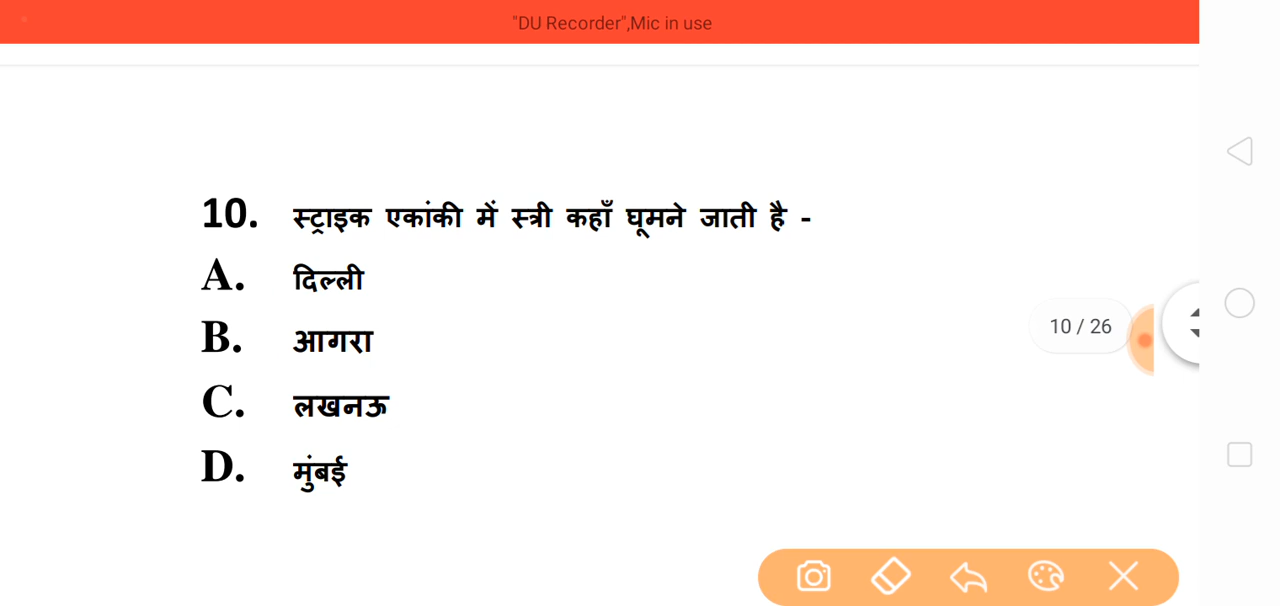 "DU Recorder",Mic in use
10. स्ट्राइक एकांकी में स्त्री कहाँ घूमने जाती है -
A. दिल्ली
B. आगरा
10 / 26
C. लखनऊ
D. मुंबई